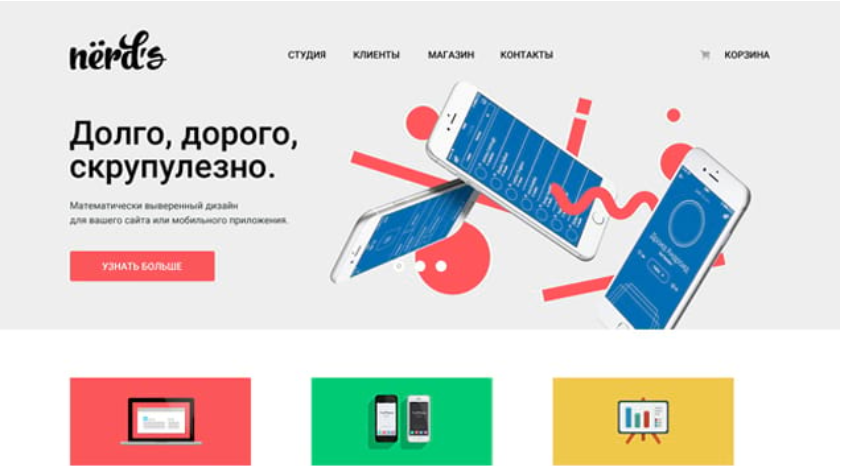 nërd's
СТУДИЯ КЛИЕНТЫ МАГАЗИН КОНТАКТЫ КОРЗИНА
Долго, дорого,
скрупулезно.
Математически выверенный дизайн
для вашего сайта или мобильного приложения.
УЗНАТЬ БОЛЬШЕ